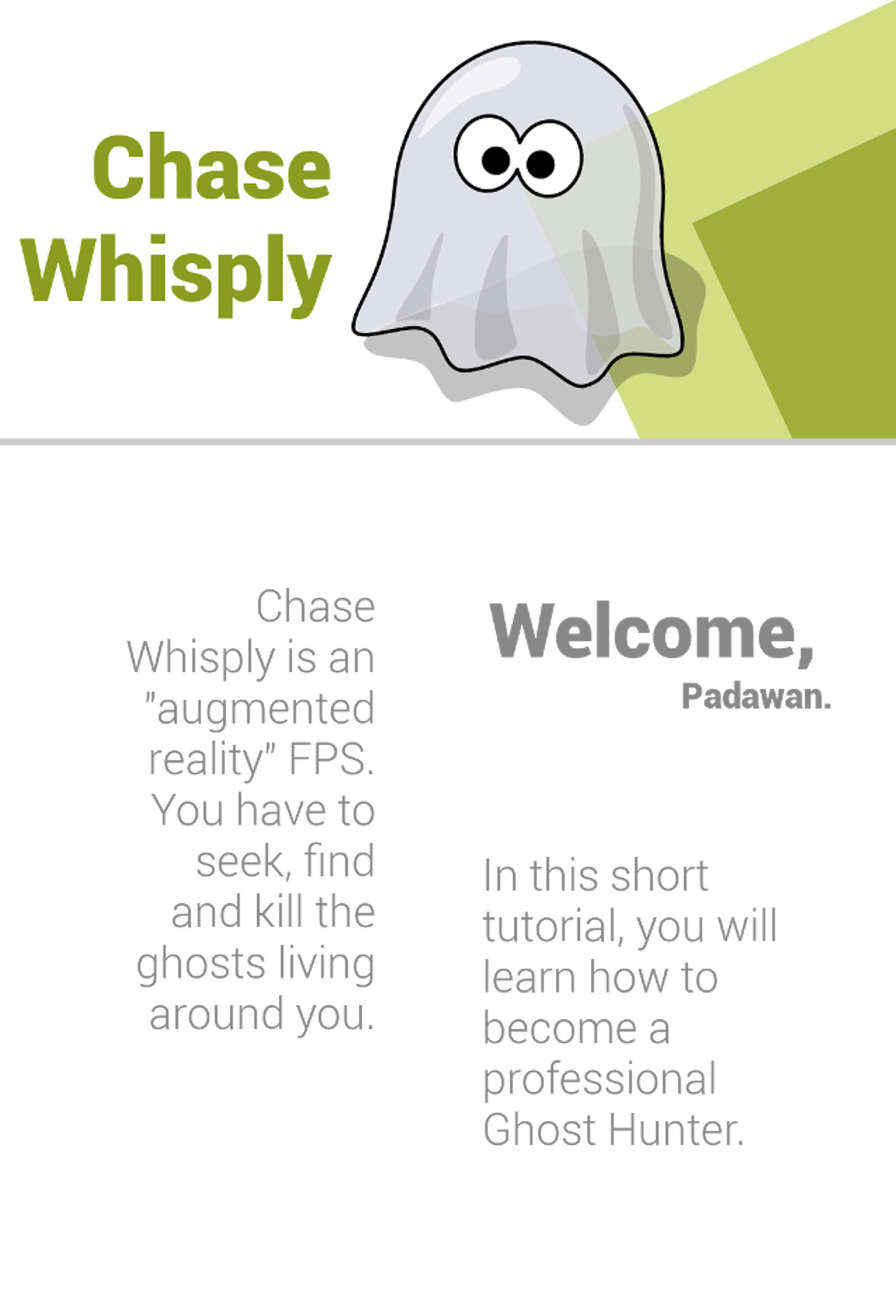 Chase
Whisply
Chase
Whisply is an
"augmented
reality" FPS.
You have to
seek, find
and kill the
ghosts living
around you.
Welcome,
Padawan.
In this short
tutorial, you will
learn how to
become a
professional
Ghost Hunter.